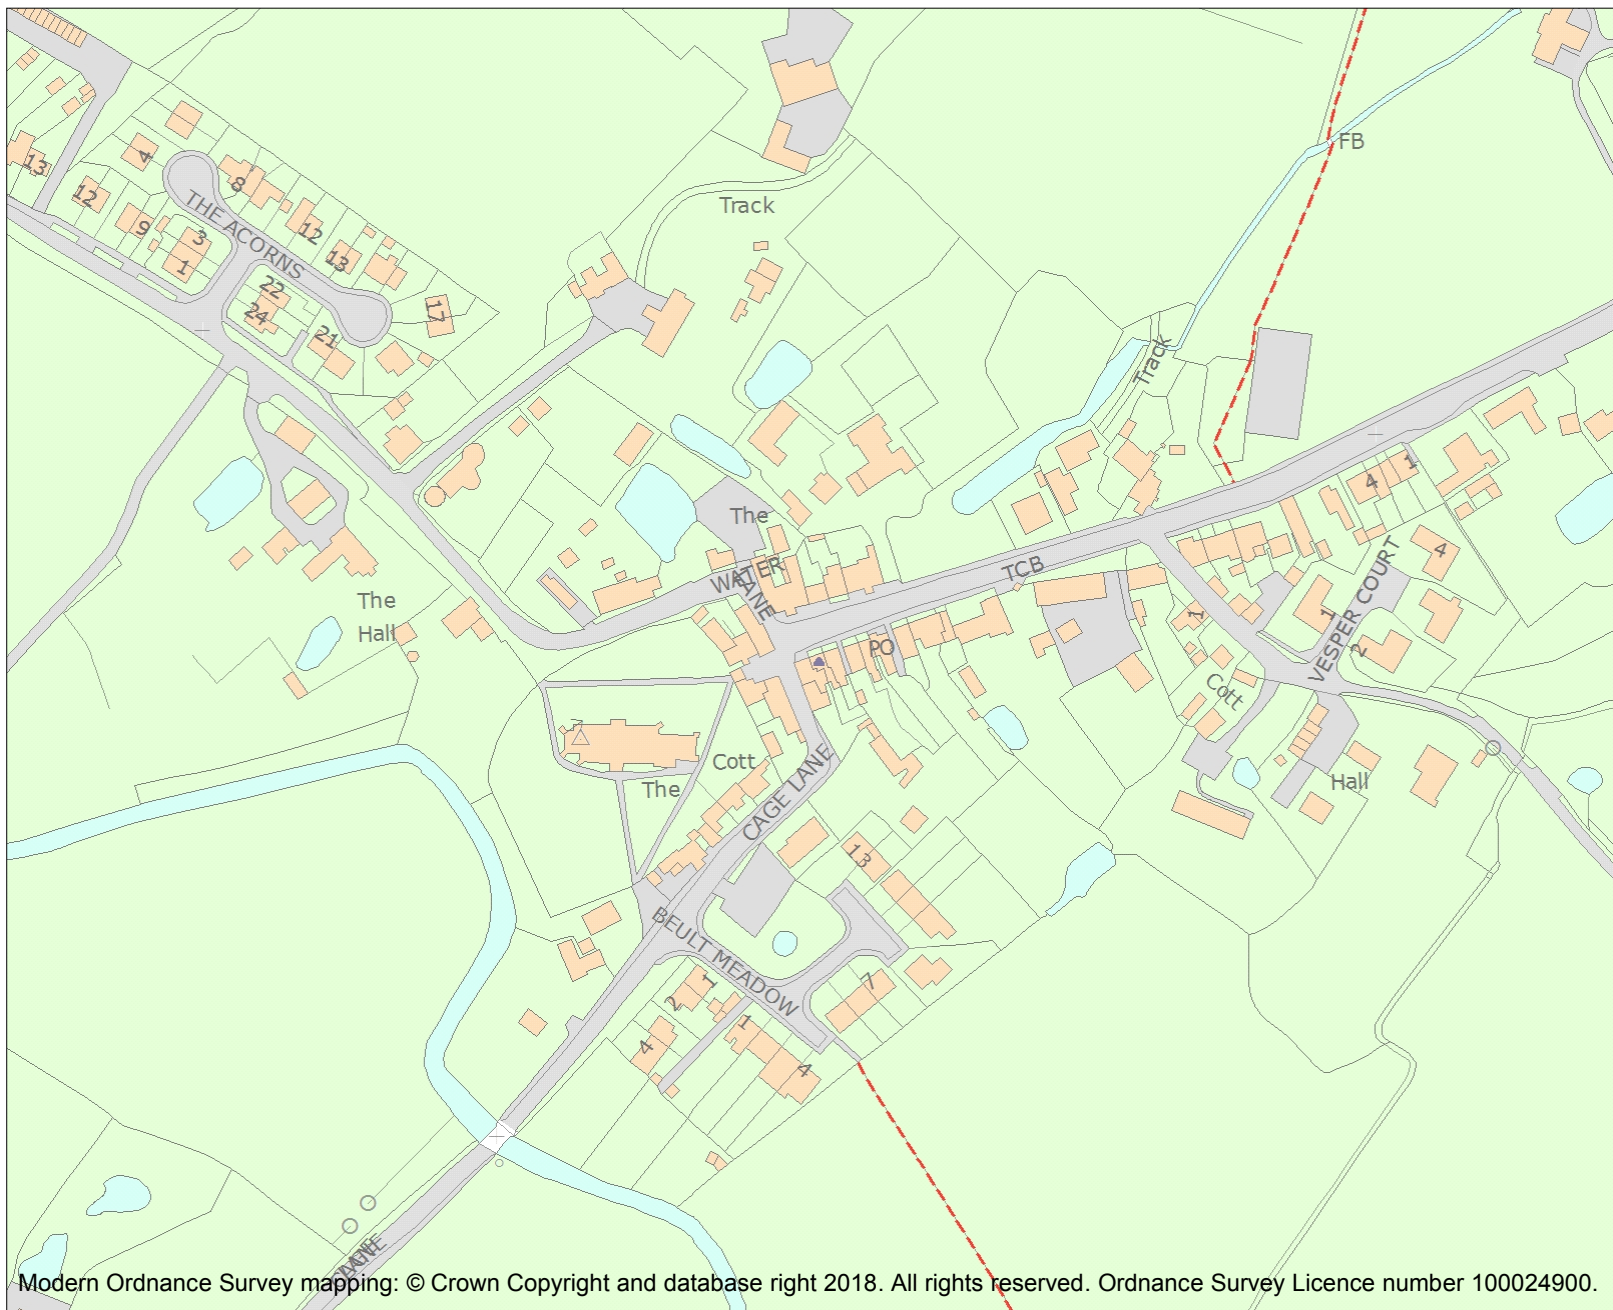 FB
13
4
12
9
8
THE ACORNS
3
1
12
13
Track
22
24
21
17
Track
1
4
The
WATER
LANE
TCB
The
Hall
PO
1
VESPER COURT
4
1
2
Cott
Cott
The
CAGE LANE
Hall
13
BEULT MEADOW
7
1
2
1
4
4
LANE
Modern Ordnance Survey mapping: © Crown Copyright and database right 2018. All rights reserved. Ordnance Survey Licence number 100024900.